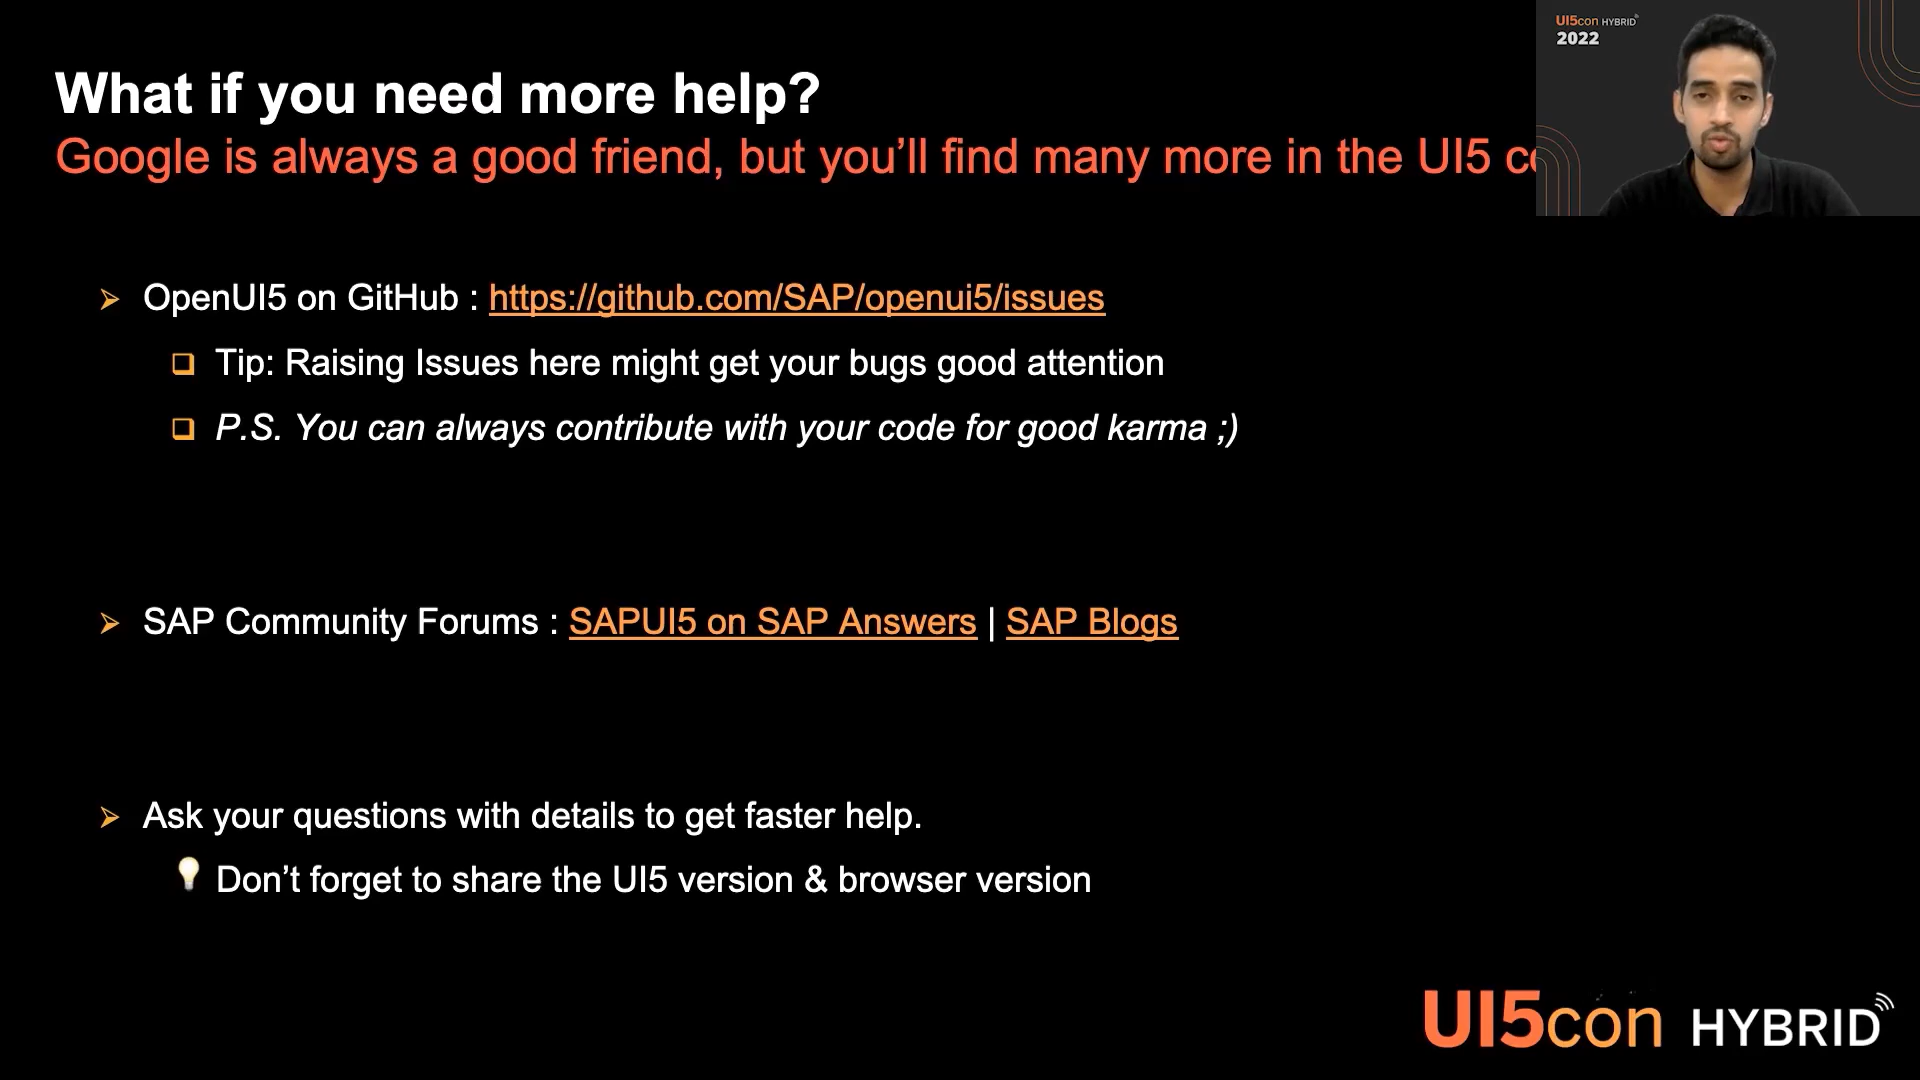 What if you need more help?
Google is always a good friend, but you’ll find many more in the UI5
OpenUI5 on GitHub : https://github.com/SAP/openui5/issues
Tip: Raising Issues here might get your bugs good attention
P.S. You can always contribute with your code for good karma ;)
SAP Community Forums : SAPUI5 on SAP Answers | SAP Blogs
Ask your questions with details to get faster help.
Don’t forget to share the UI5 version & browser version
UI5con HYBRID
2022
UI5con HYBRID